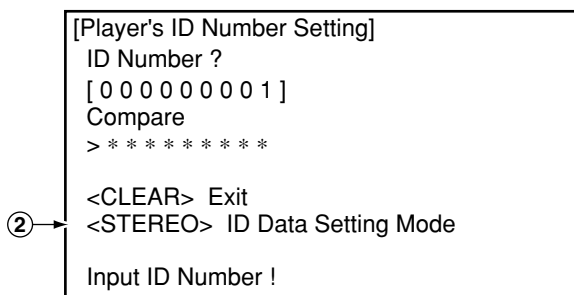 [Player's ID Number Setting]
ID Number ?
[ 0 0 0 0 0 0 0 0 1 ]
Compare
> * * * * * * * * *
<CLEAR> Exit
② <STEREO> ID Data Setting Mode
Input ID Number !